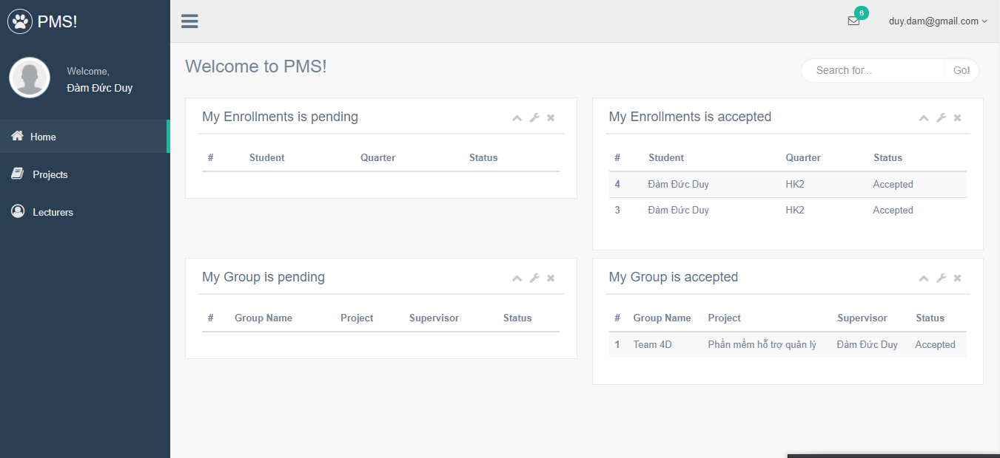 PMS!
6
duy.dam@gmail.com
Welcome,
Đàm Đức Duy
Home
Projects
Lecturers
Welcome to PMS!
Search for... Go!
My Enrollments is pending
# Student Quarter Status
My Enrollments is accepted
# Student Quarter Status
4 Đàm Đức Duy HK2 Accepted
3 Đàm Đức Duy HK2 Accepted
My Group is pending
# Group Name Project Supervisor Status
My Group is accepted
# Group Name Project Supervisor Status
1 Team 4D Phần mềm hỗ trợ quản lý Đàm Đức Duy Accepted